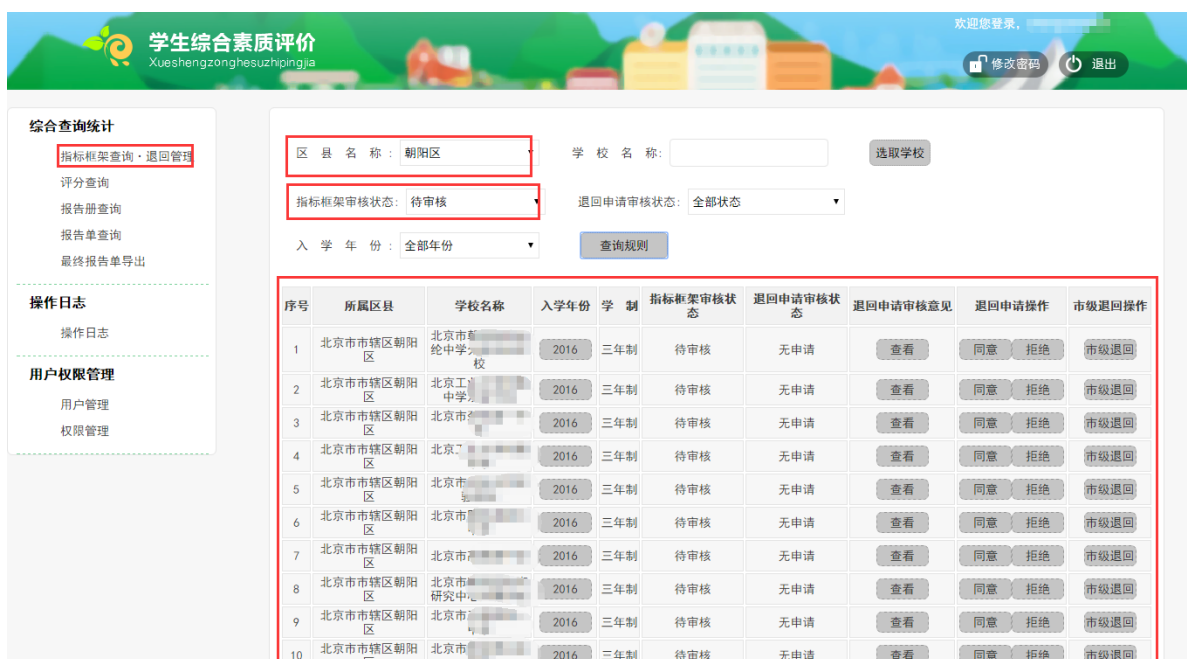 欢迎您登录，
学生综合素质评价
Xueshengzonghesuzhipingjia
修改密码 退出
综合查询统计
指标框架查询・退回管理
评分查询
报告册查询
报告单查询
最终报告单导出
操作日志
操作日志
用户权限管理
用户管理
权限管理
区县名称: 朝阳区 学校名称: 选取学校
指标框架审核状态: 待审核 退回申请审核状态: 全部状态
入学年份: 全部年份 查询规则
序号 所属区县 学校名称 入学年份 学制 指标框架审核状态 退回申请审核状态 退回申请审核意见 退回申请操作 市级退回操作
1 北京市市辖区朝阳区 北京市 纶中学 校 2016 三年制 待审核 无申请 查看 同意 拒绝 市级退回
2 北京市市辖区朝阳区 北京工 中学 2016 三年制 待审核 无申请 查看 同意 拒绝 市级退回
3 北京市市辖区朝阳区 北京市 2016 三年制 待审核 无申请 查看 同意 拒绝 市级退回
4 北京市市辖区朝阳区 北京 2016 三年制 待审核 无申请 查看 同意 拒绝 市级退回
5 北京市市辖区朝阳区 北京市 2016 三年制 待审核 无申请 查看 同意 拒绝 市级退回
6 北京市市辖区朝阳区 北京市 2016 三年制 待审核 无申请 查看 同意 拒绝 市级退回
7 北京市市辖区朝阳区 北京市 2016 三年制 待审核 无申请 查看 同意 拒绝 市级退回
8 北京市市辖区朝阳区 北京市 研究中 2016 三年制 待审核 无申请 查看 同意 拒绝 市级退回
9 北京市市辖区朝阳区 北京市 2016 三年制 待审核 无申请 查看 同意 拒绝 市级退回
10 北京市市辖区朝阳 北京市 2016 三年制 待审核 无申请 查看 同意 拒绝 市级退回